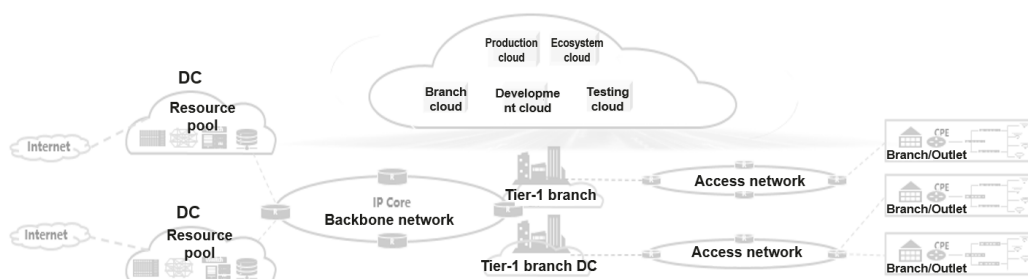 Production cloud
Ecosystem cloud
Branch cloud
Developme nt cloud
Testing cloud
DC
Resource pool
Internet
IP Core
Backbone network
Tier-1 branch
Access network
CPE
Branch/Outlet
CPE
Branch/Outlet
DC
Resource pool
Internet
Tier-1 branch DC
Access network
CPE
Branch/Outlet